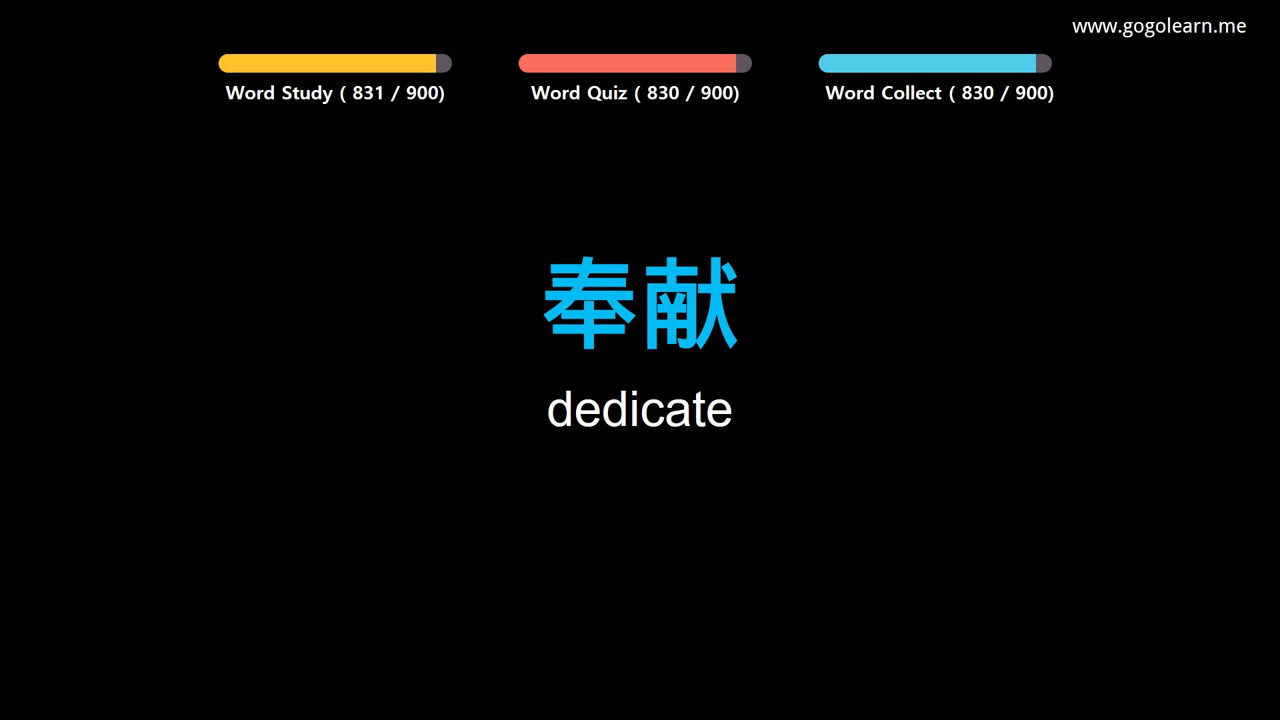 www.gogolearn.me
Word Study ( 831 / 900)
Word Quiz ( 830 / 900)
Word Collect ( 830 / 900)
奉献
dedicate